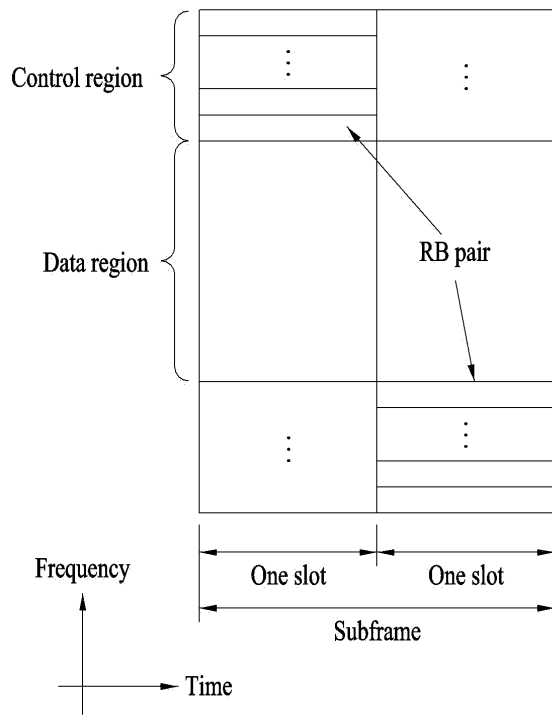 Control region
Data region
RB pair
One slot
One slot
Subframe
Frequency
Time